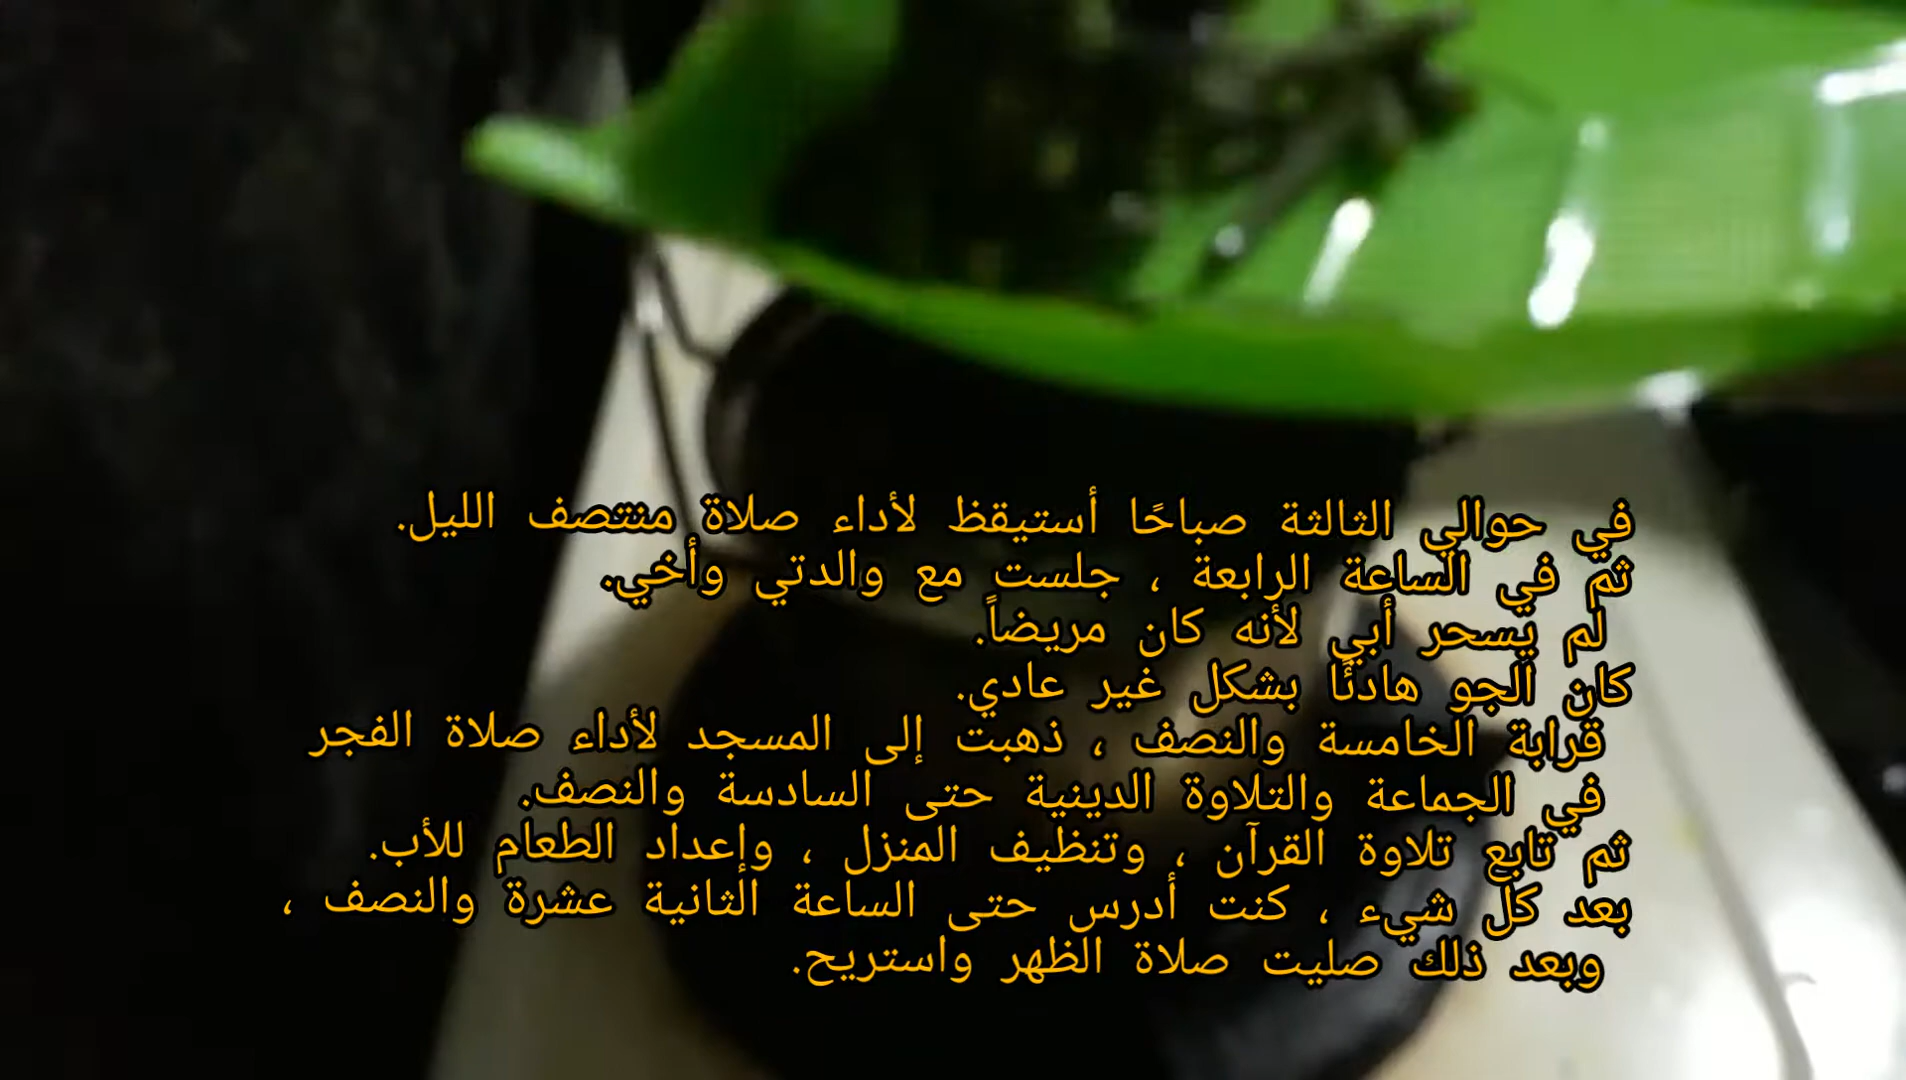 في حوالي الثالثة صباحًا أستيقظ لأداء صلاة منتصف الليل.
ثم في الساعة الرابعة ، جلست مع والدتي وأخي.
لم يسحر أبي لأنه كان مريضاً.
كان الجو هادئًا بشكل غير عادي.
قرابة الخامسة والنصف ، ذهبت إلى المسجد لأداء صلاة الفجر
في الجماعة والتلاوة الدينية حتى السادسة والنصف.
ثم تابع تلاوة القرآن ، وتنظيف المنزل ، وإعداد الطعام للأب.
بعد كل شيء ، كنت أدرس حتى الساعة الثانية عشرة والنصف ،
وبعد ذلك صليت صلاة الظهر واستريح.